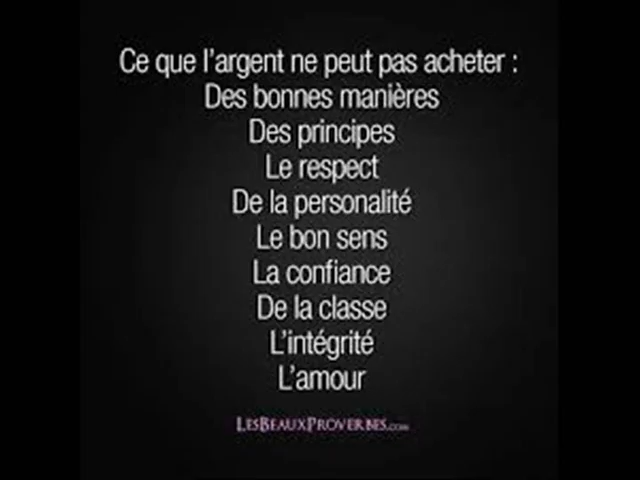 Ce que l'argent ne peut pas acheter :
Des bonnes manières
Des principes
Le respect
De la personalité
Le bon sens
La confiance
De la classe
L'intégrité
L'amour
LesBeauxProverbes.com